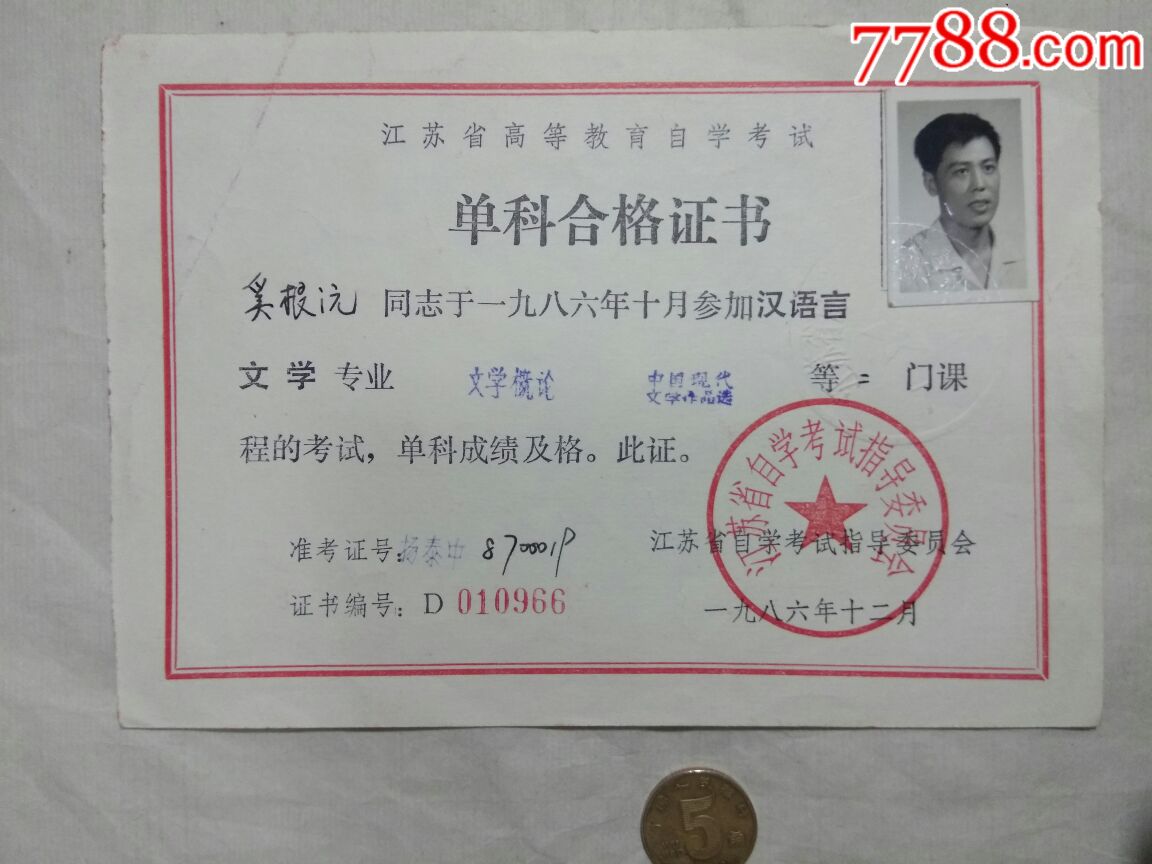 7788.com
江苏省高等教育自学考试
单科合格证书
奚根沅 同志于一九八六年十月参加汉语言
文学 专业 文学概论 中国现代文学作品选 等 二 门课
程的考试，单科成绩及格。此证。
江苏省自学考试指导委员会
准考证号：扬泰中
江苏省自学考试指导委员会
证书编号：D 010966
一九八六年十二月
5